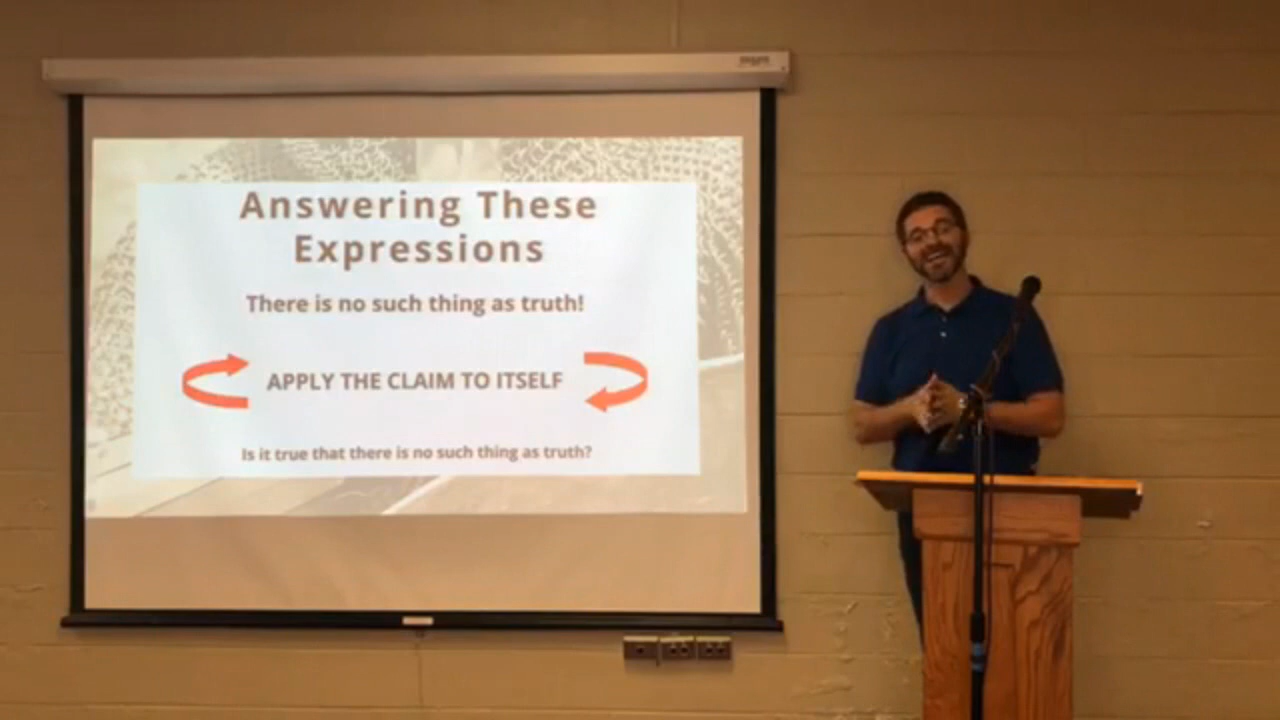 Answering These
Expressions
There is no such thing as truth!
APPLY THE CLAIM TO ITSELF
Is it true that there is no such thing as truth?